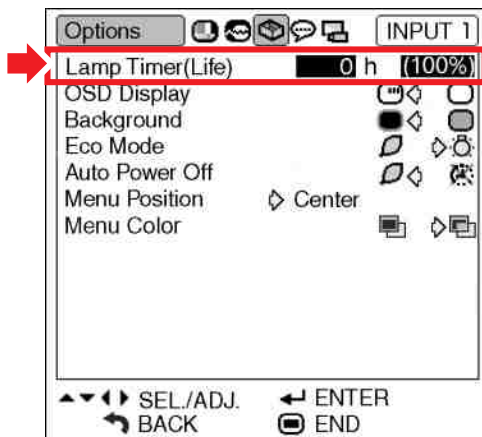 Options INPUT 1
Lamp Timer(Life) 0 h (100%)
OSD Display
Background
Eco Mode
Auto Power Off
Menu Position Center
Menu Color
SEL./ADJ. ENTER
BACK END